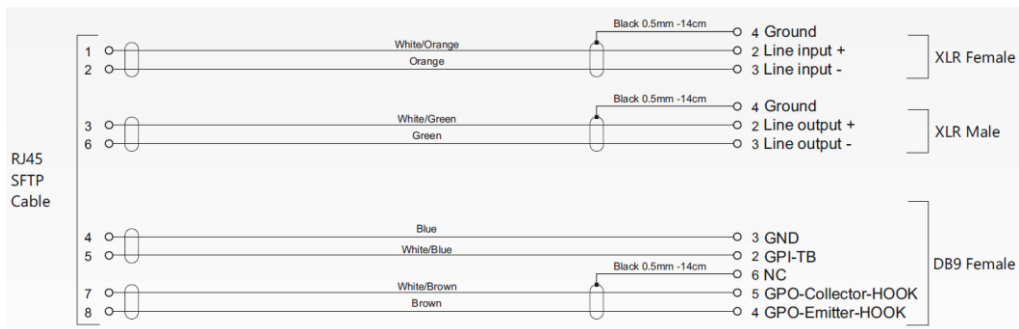 Black 0.5mm -14cm
4 Ground
1 White/Orange 2 Line input +
2 Orange 3 Line input -
XLR Female
Black 0.5mm -14cm
4 Ground
3 White/Green 2 Line output +
6 Green 3 Line output -
XLR Male
RJ45
SFTP
Cable
4 Blue 3 GND
5 White/Blue 2 GPI-TB
Black 0.5mm -14cm
6 NC
DB9 Female
7 White/Brown 5 GPO-Collector-HOOK
8 Brown 4 GPO-Emitter-HOOK